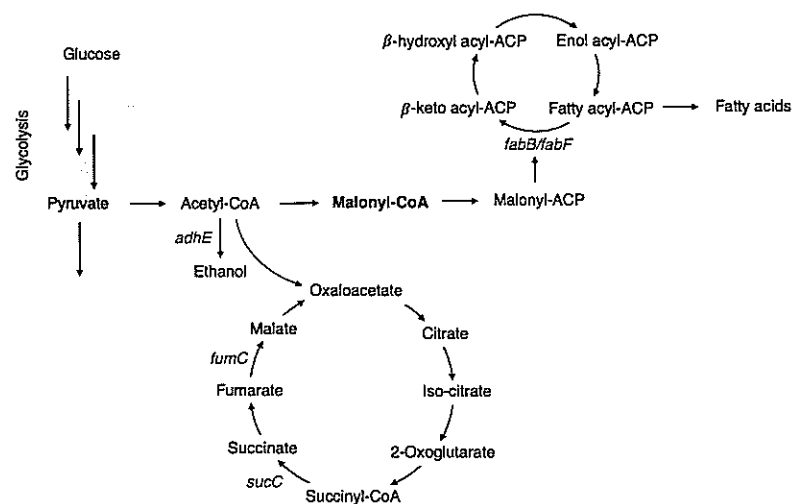 β-hydroxyl acyl-ACP Enol acyl-ACP
Glucose
β-keto acyl-ACP Fatty acyl-ACP Fatty acids
Glycolysis
fabB/fabF
Pyruvate Acetyl-CoA Malonyl-CoA Malonyl-ACP
adhE
Ethanol
Oxaloacetate
Malate Citrate
fumC
Fumarate Iso-citrate
Succinate 2-Oxoglutarate
sucC
Succinyl-CoA